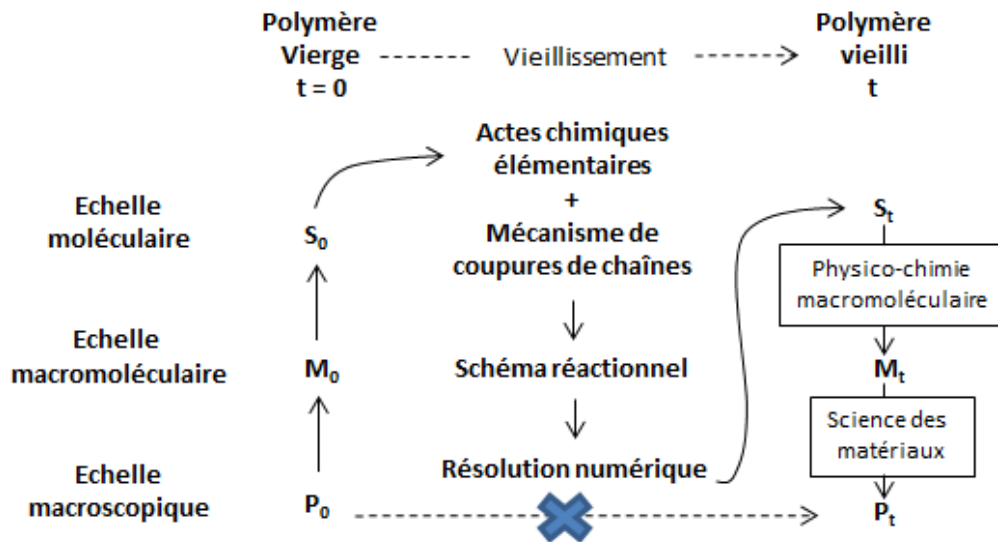 Polymère
Vierge
t = 0
Vieillissement
Polymère
vieilli
t
Actes chimiques
élémentaires
+
Mécanisme de
coupures de chaînes
Echelle
moléculaire
S₀
Sₜ
Physico-chimie
macromoléculaire
Echelle
macromoléculaire
M₀
Schéma réactionnel
Mₜ
Science des
matériaux
Echelle
macroscopique
P₀
Résolution numérique
Pₜ